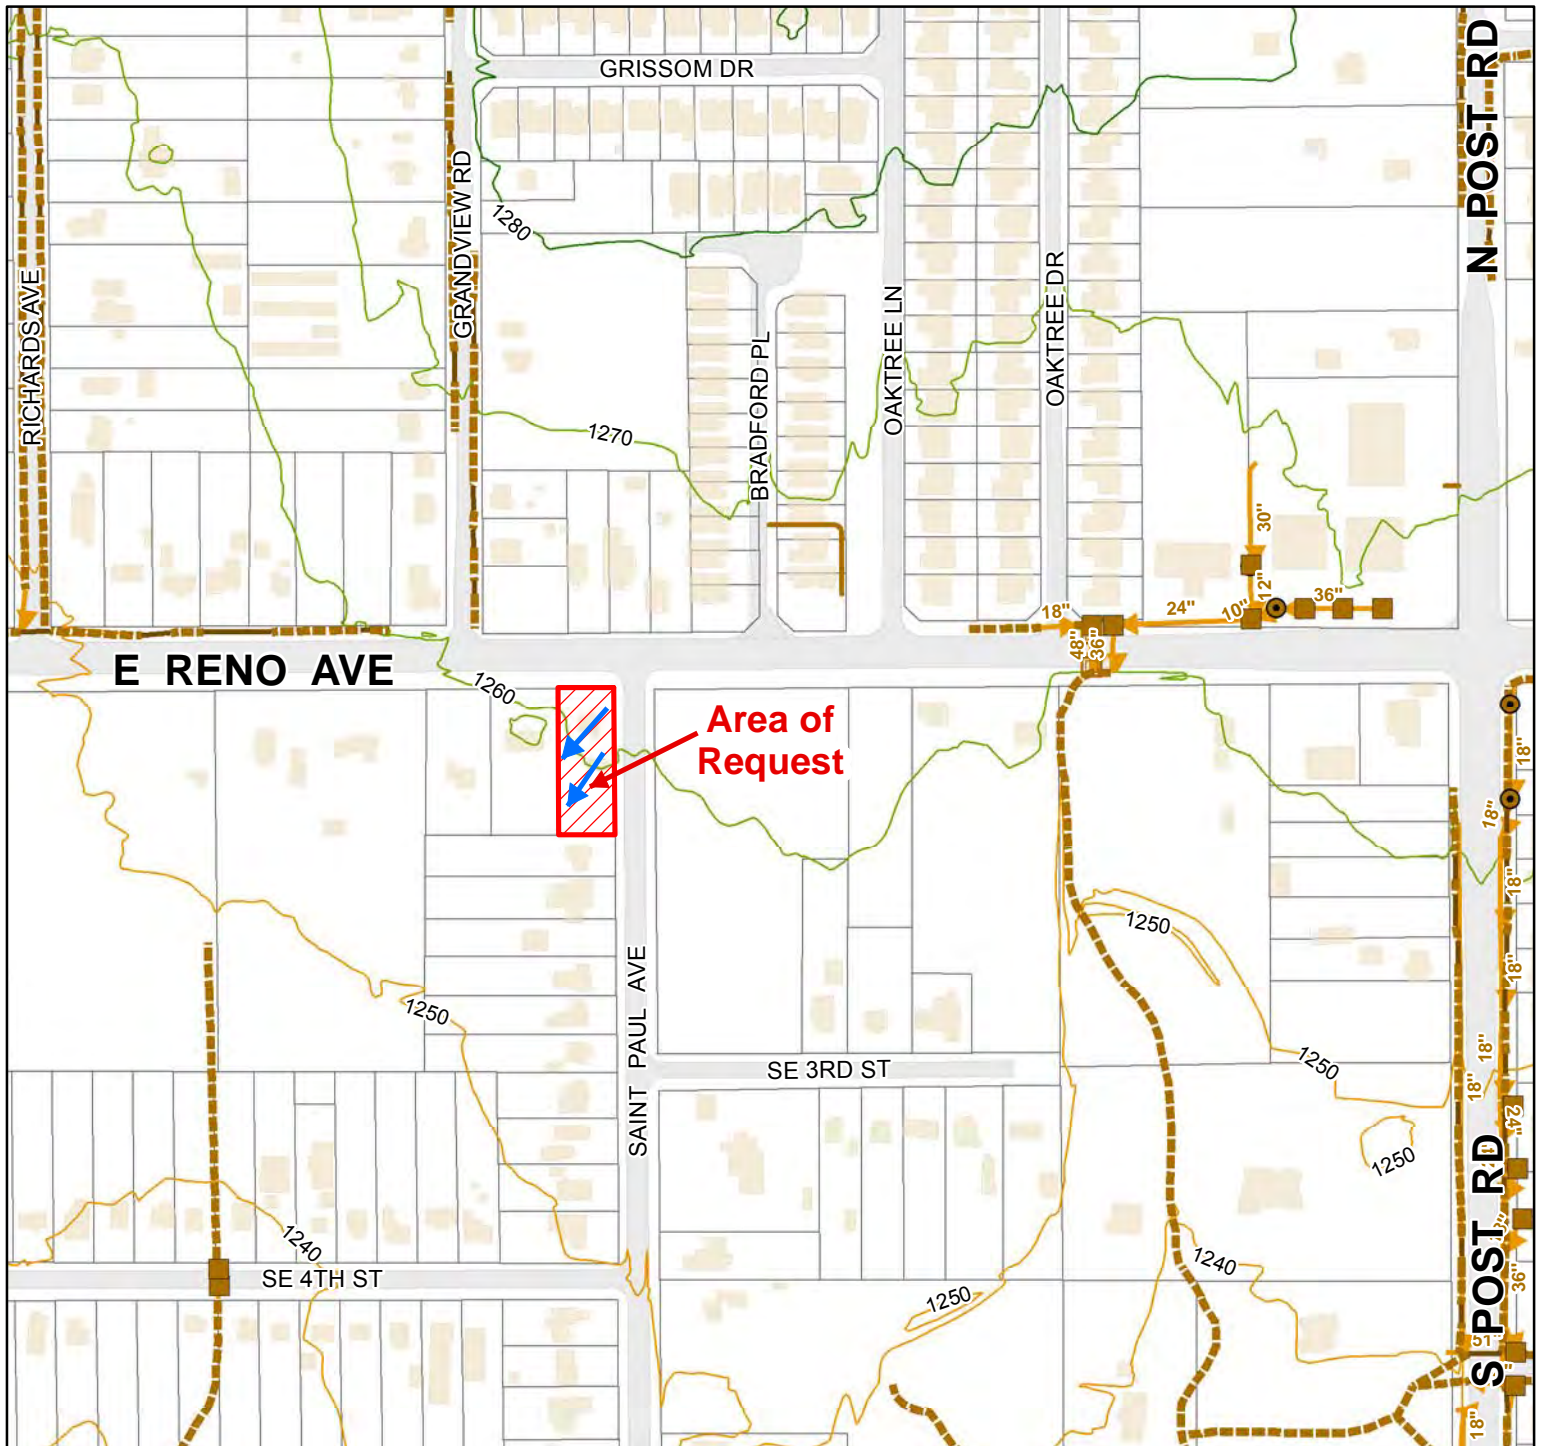 GRISSOM DR
N POST RD
GRANDVIEW RD
1280
RICHARDS AVE
BRADFORD PL
OAKTREE LN
OAKTREE DR
1270
30"
12"
36"
18"
24"
10"
48"
36"
E RENO AVE
1260
Area of
Request
18"
18"
18"
1250
18"
1250
SAINT PAUL AVE
SE 3RD ST
18"
1250
18"
24"
1250
S POST RD
1240
SE 4TH ST
1240
36"
1250
51"
18"